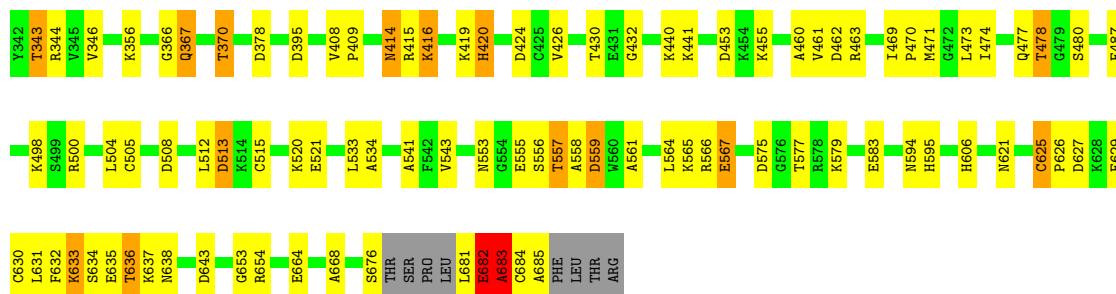 Y342 T343 R344 V345 V346 K356 G366 Q367 T370 D378 D395 V408 P409 N414 R415 K416 K419 H420 D424 C425 V426 T430 E431 G432 K440 K441 D453 K454 K455 A460 V461 D462 R463 I469 P470 M471 G472 L473 I474 Q477 T478 G479 S480
K498 S499 R500 L504 C505 D508 L512 D513 K514 C515 K520 E521 L533 A534 A541 F542 V543 N553 G554 E555 S556 T557 A558 D559 W560 A561 L564 K565 R566 E567 D575 G576 T577 R578 K579 E583 N594 H595 H606 N621 C625 P626 D627 K628
C630 L631 F632 K633 S634 E635 T636 K637 N638 D643 G653 R654 E664 A668 S676 THR SER PRO LEU L681 E682 A683 C684 A685 PHE LEU THR ARG